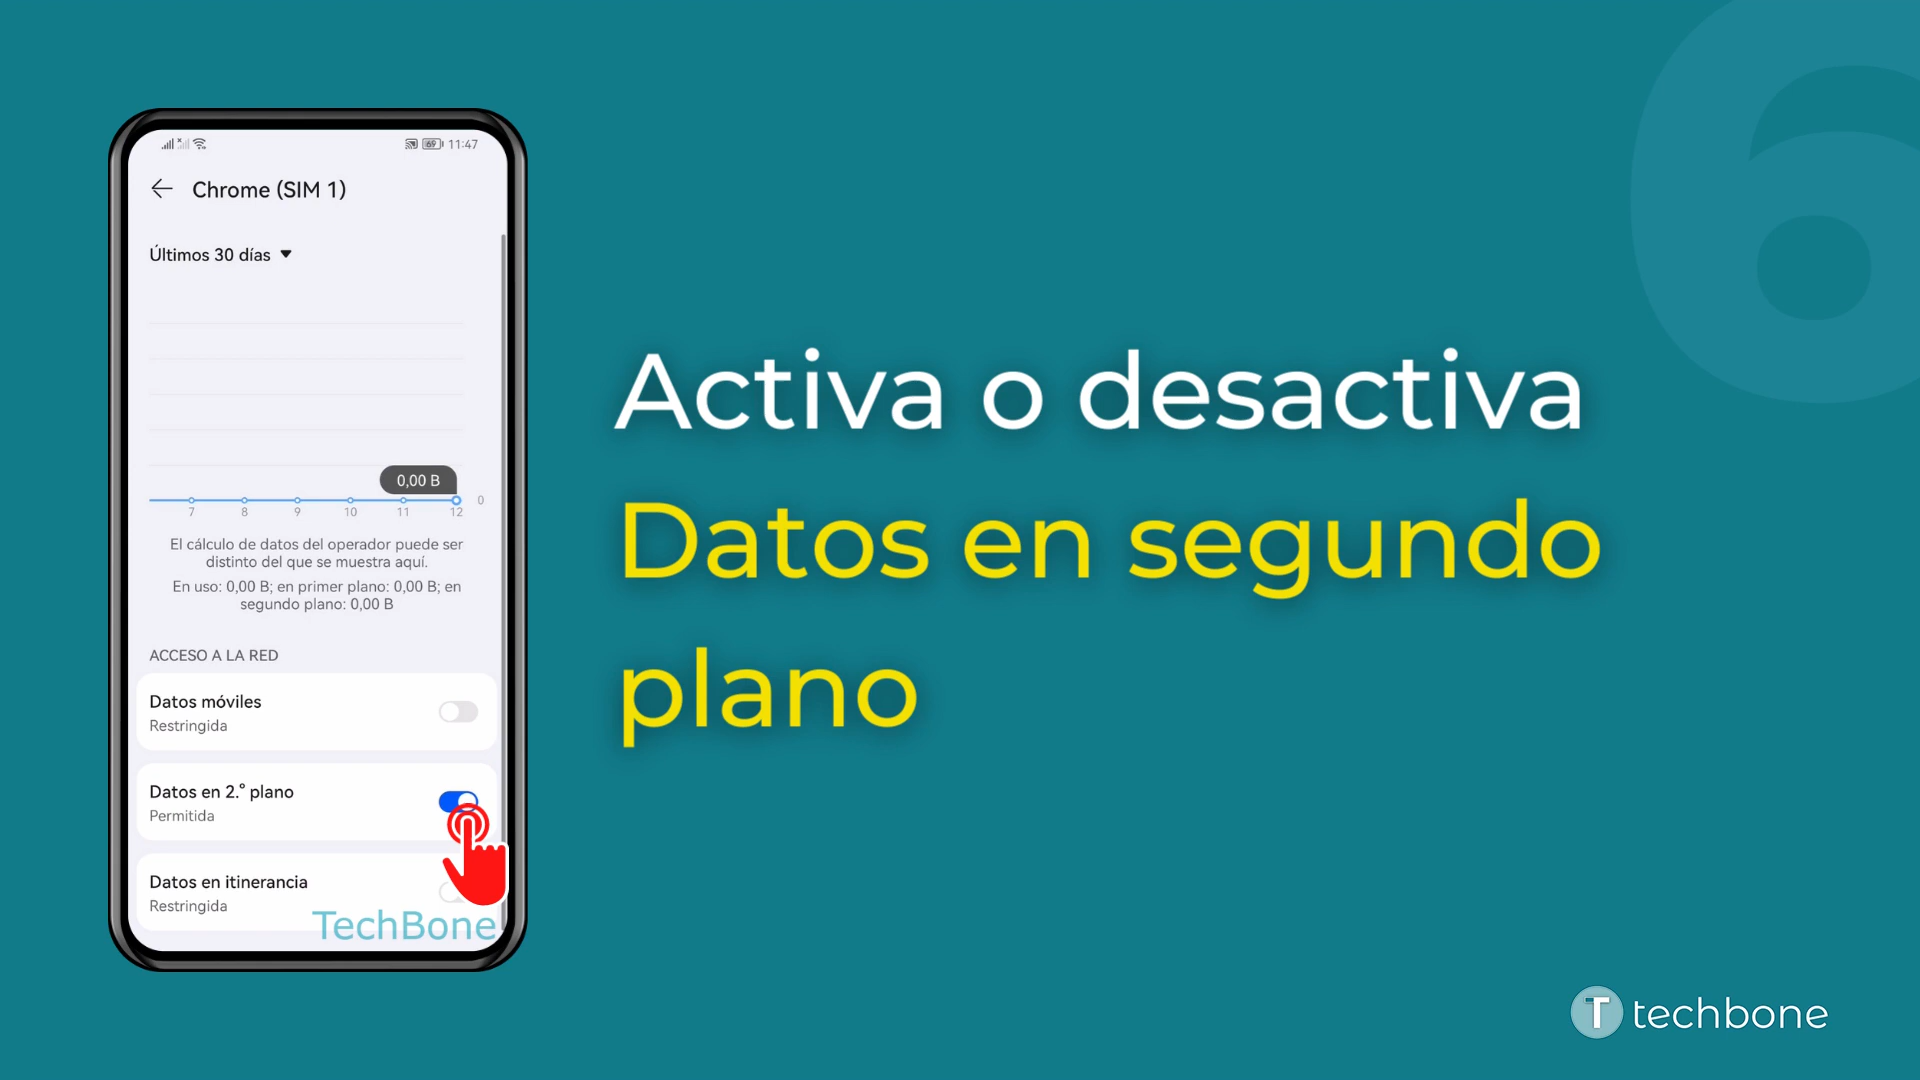 6
69 11:47
Chrome (SIM 1)
Últimos 30 días
0,00 B
0
7 8 9 10 11 12
El cálculo de datos del operador puede ser
distinto del que se muestra aquí.
En uso: 0,00 B; en primer plano: 0,00 B; en
segundo plano: 0,00 B
ACCESO A LA RED
Datos móviles
Restringida
Datos en 2.° plano
Permitida
Datos en itinerancia
Restringida
TechBone
Activa o desactiva
Datos en segundo
plano
T techbone